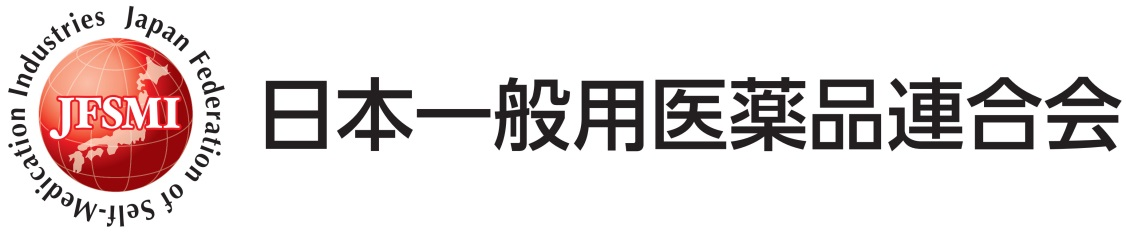 Japan Federation of Self-Medication Industries
JFSMI
日本一般用医薬品連合会